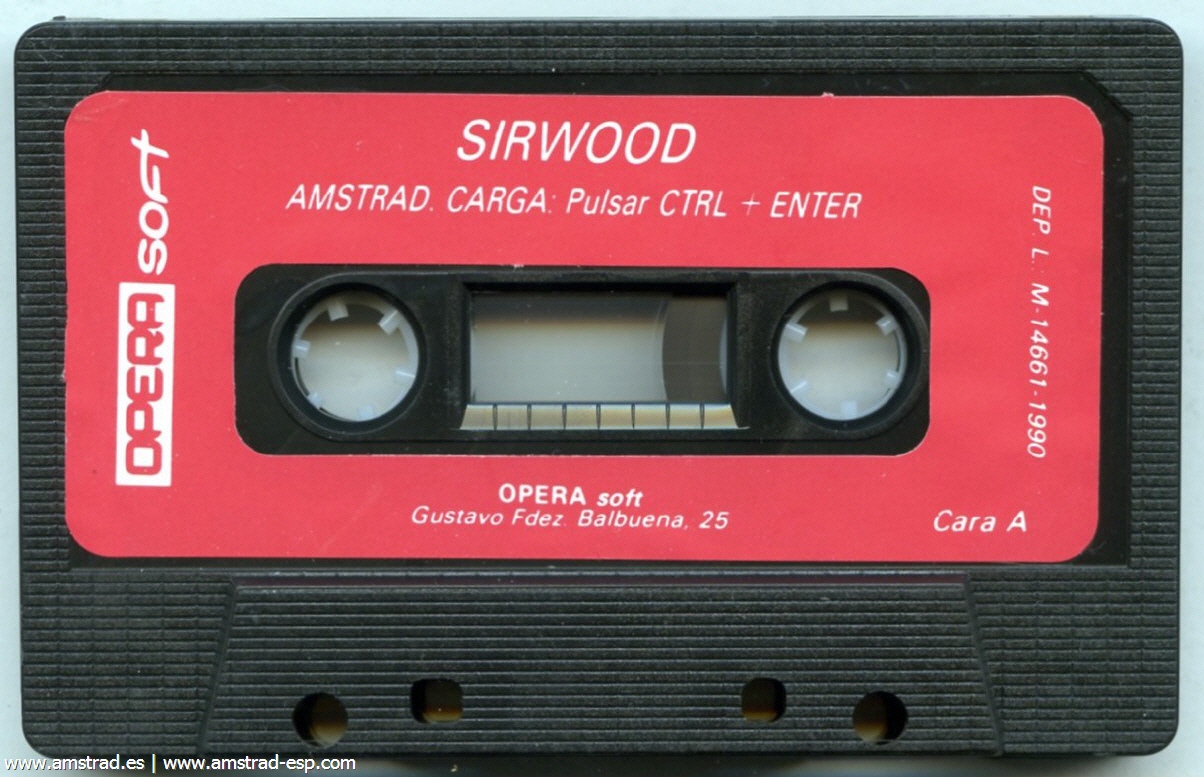 SIRWOOD
AMSTRAD. CARGA: Pulsar CTRL + ENTER
OPERA soft
DEP. L.: M-14661-1990
OPERA soft
Gustavo Fdez. Balbuena, 25
Cara A
www.amstrad.es | www.amstrad-esp.com